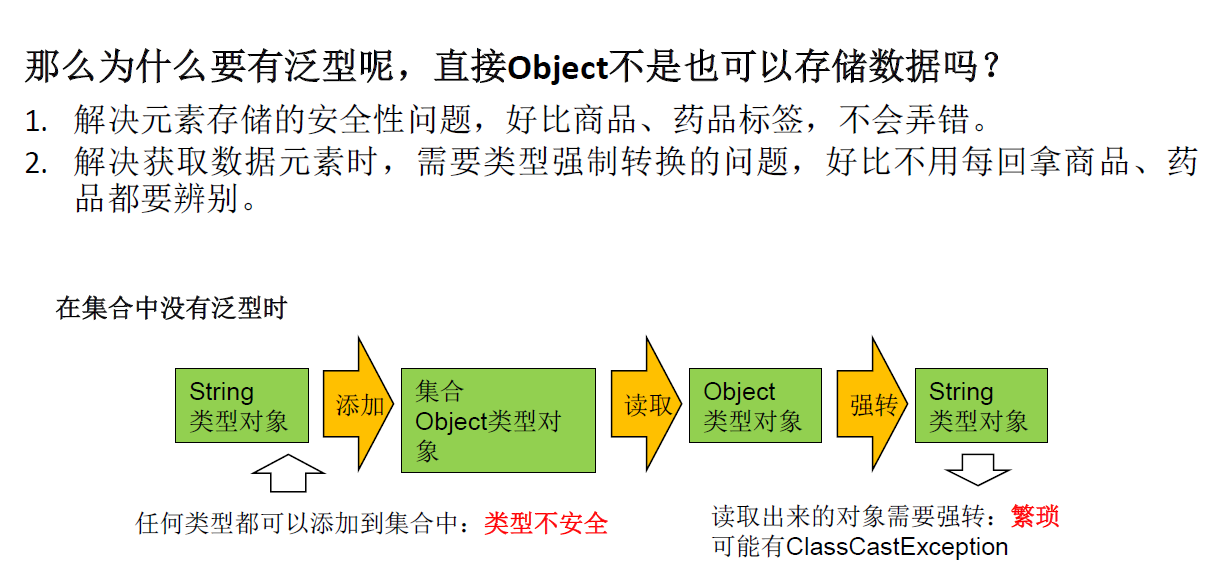 那么为什么要有泛型呢，直接Object不是也可以存储数据吗？
1. 解决元素存储的安全性问题，好比商品、药品标签，不会弄错。
2. 解决获取数据元素时，需要类型强制转换的问题，好比不用每回拿商品、药
品都要辨别。
在集合中没有泛型时
String
类型对象
添加
集合
Object类型对
象
读取
Object
类型对象
强转
String
类型对象
任何类型都可以添加到集合中：类型不安全
读取出来的对象需要强转：繁琐
可能有ClassCastException